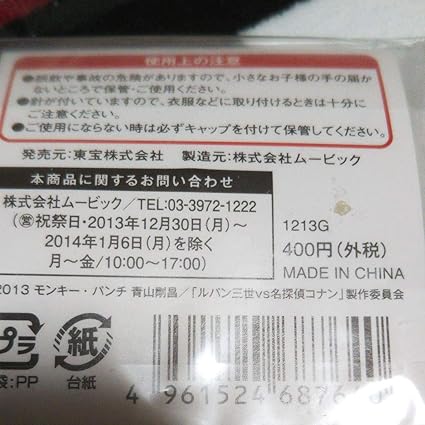 使用上の注意
●誤飲や事故の危険がありますので、小さなお子様の手の届か
ないところで保管・ご使用ください。
●針が付いていますので、衣服などに取り付けるときは十分に
ご注意ください。
●ご使用にならない時は必ずキャップを付けて保管してください。
発売元:東宝株式会社 製造元:株式会社ムービック
本商品に関するお問い合わせ
株式会社ムービック/TEL:03-3972-1222
(営祝祭日・2013年12月30日(月)〜
2014年1月6日(月)を除く
月〜金/10:00〜17:00)
1213G
400円(外税)
MADE IN CHINA
2013 モンキー・パンチ 青山剛昌/「ルパン三世vs名探偵コナン」製作委員会
プラ
紙
袋:PP
台紙
4 961524 687